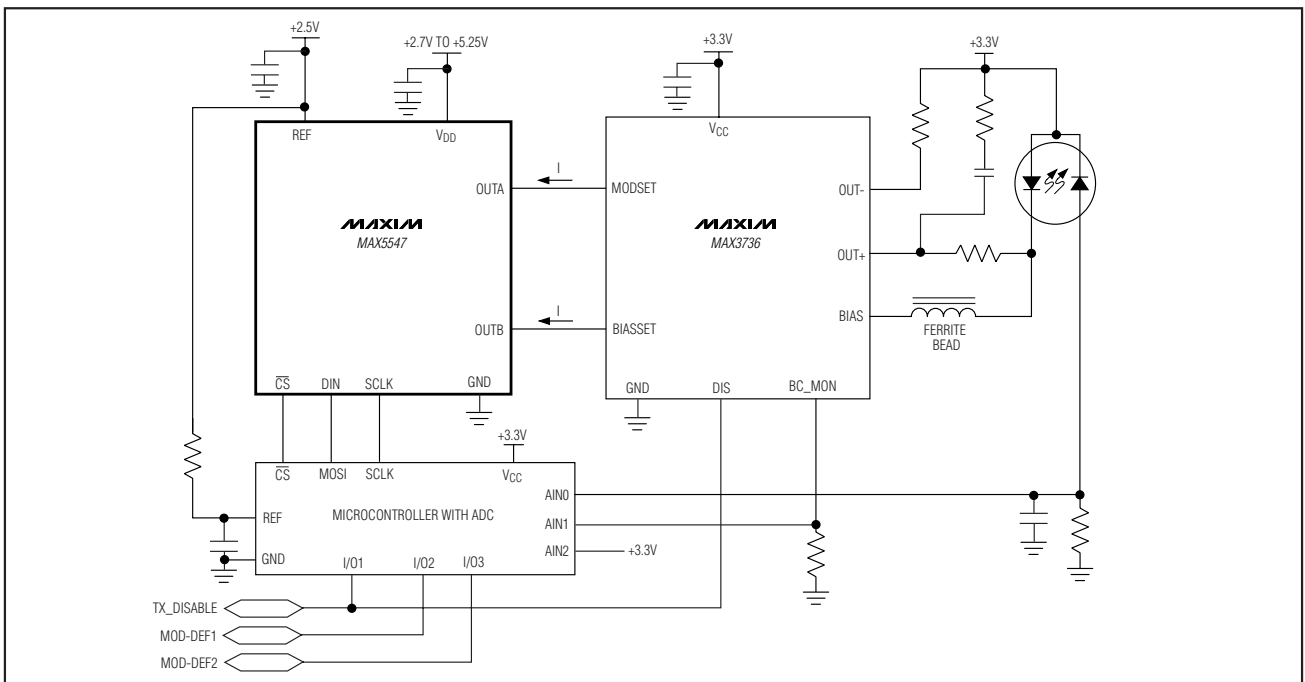 +2.5V
+2.7V TO +5.25V
+3.3V
+3.3V
REF
VDD
VCC
OUTA
I
MODSET
OUT-
MAXIM
MAX5547
MAXIM
MAX3736
OUT+
OUTB
I
BIASSET
BIAS
FERRITE
BEAD
CS
DIN
SCLK
GND
GND
DIS
BC_MON
+3.3V
CS
MOSI
SCLK
VCC
AIN0
REF
MICROCONTROLLER WITH ADC
AIN1
GND
AIN2
+3.3V
I/O1
I/O2
I/O3
TX_DISABLE
MOD-DEF1
MOD-DEF2